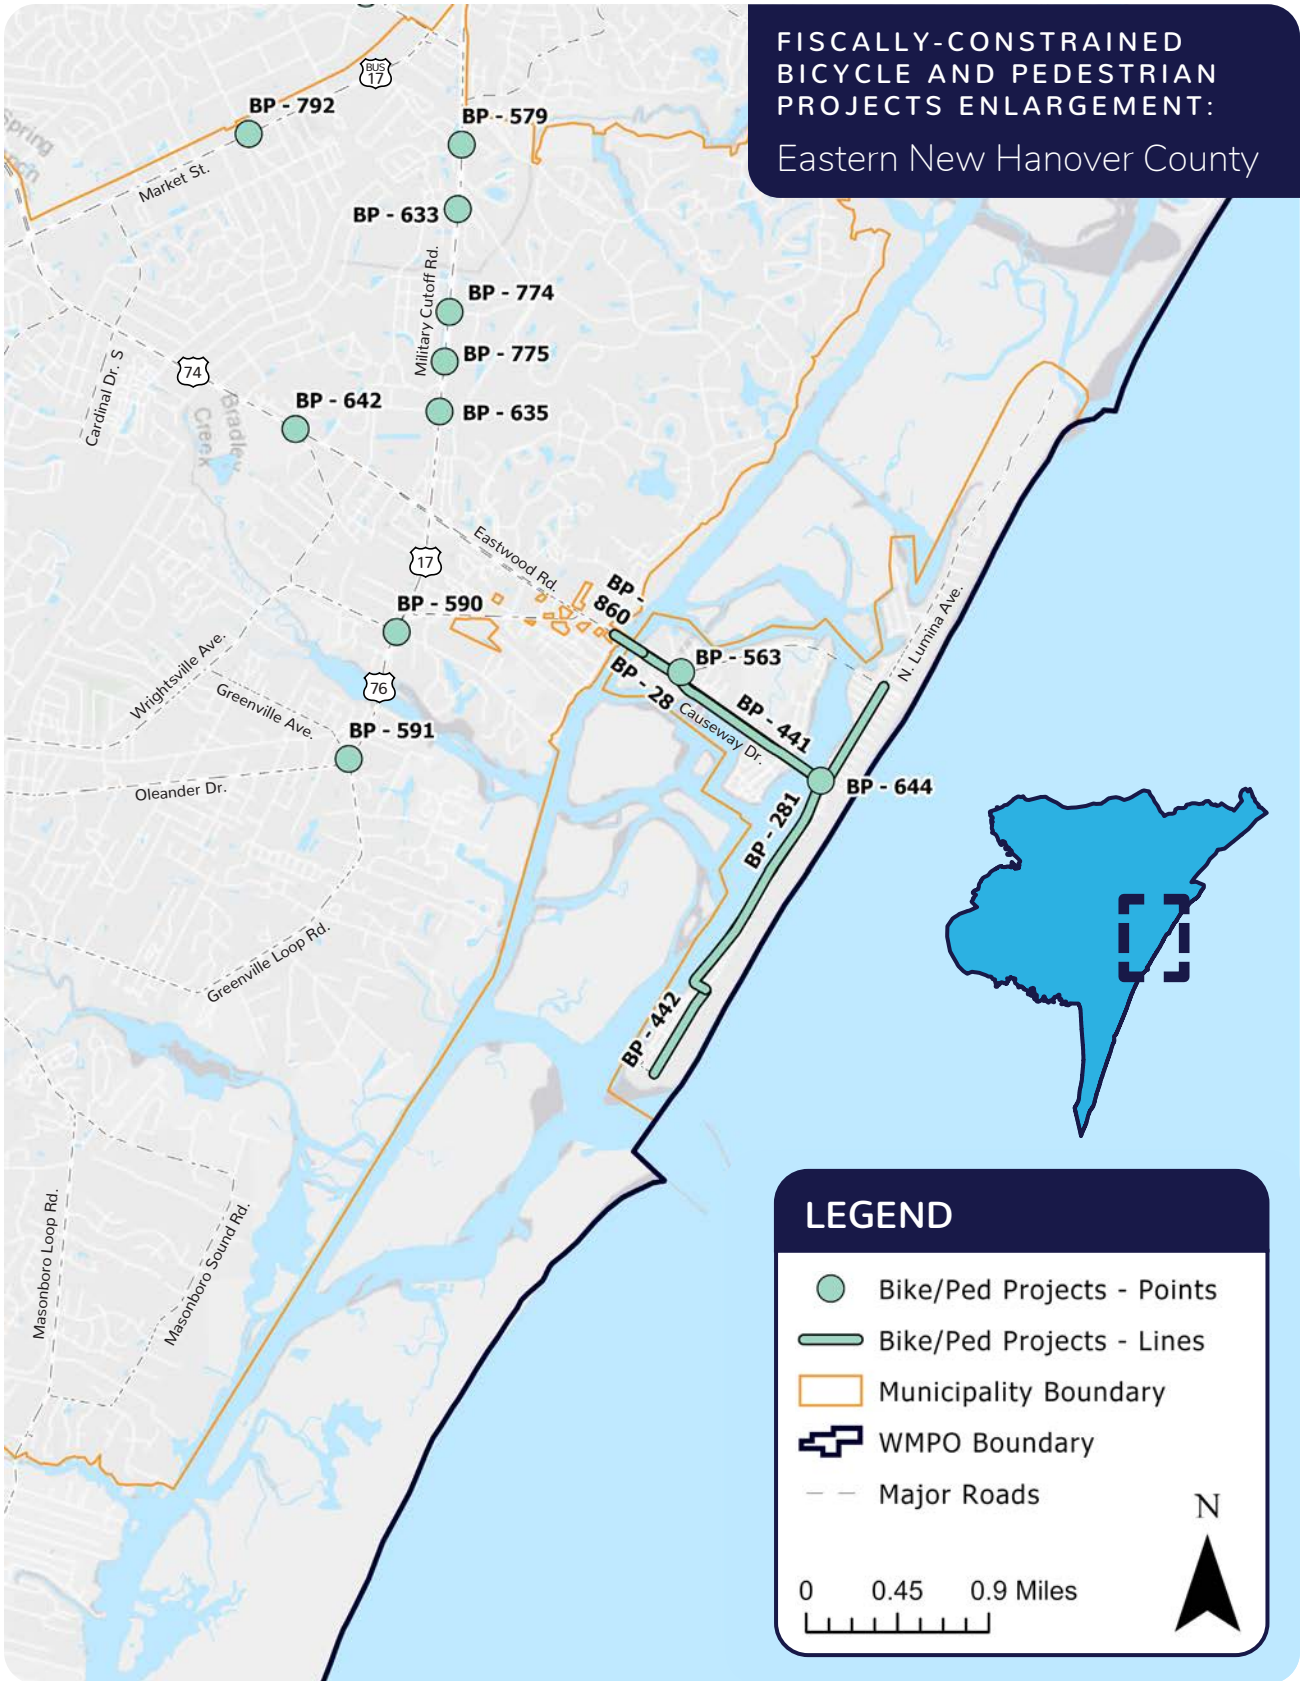 FISCALLY-CONSTRAINED
BICYCLE AND PEDESTRIAN
PROJECTS ENLARGEMENT:
Eastern New Hanover County
BUS
17
BP - 792
BP - 579
Spring
Market St.
BP - 633
Military Cutoff Rd.
BP - 774
BP - 775
74
Cardinal Dr. S
BP - 642
BP - 635
Bradley
Creek
Eastwood Rd.
17
BP -
860
BP - 590
N. Lumina Ave.
BP - 563
Wrightsville Ave.
76
BP - 28
Greenville Ave.
Causeway Dr.
BP - 441
BP - 591
BP - 644
Oleander Dr.
BP - 281
Greenville Loop Rd.
BP - 442
Masonboro Loop Rd.
Masonboro Sound Rd.
LEGEND
Bike/Ped Projects - Points
Bike/Ped Projects - Lines
Municipality Boundary
WMPO Boundary
Major Roads
N
0 0.45 0.9 Miles